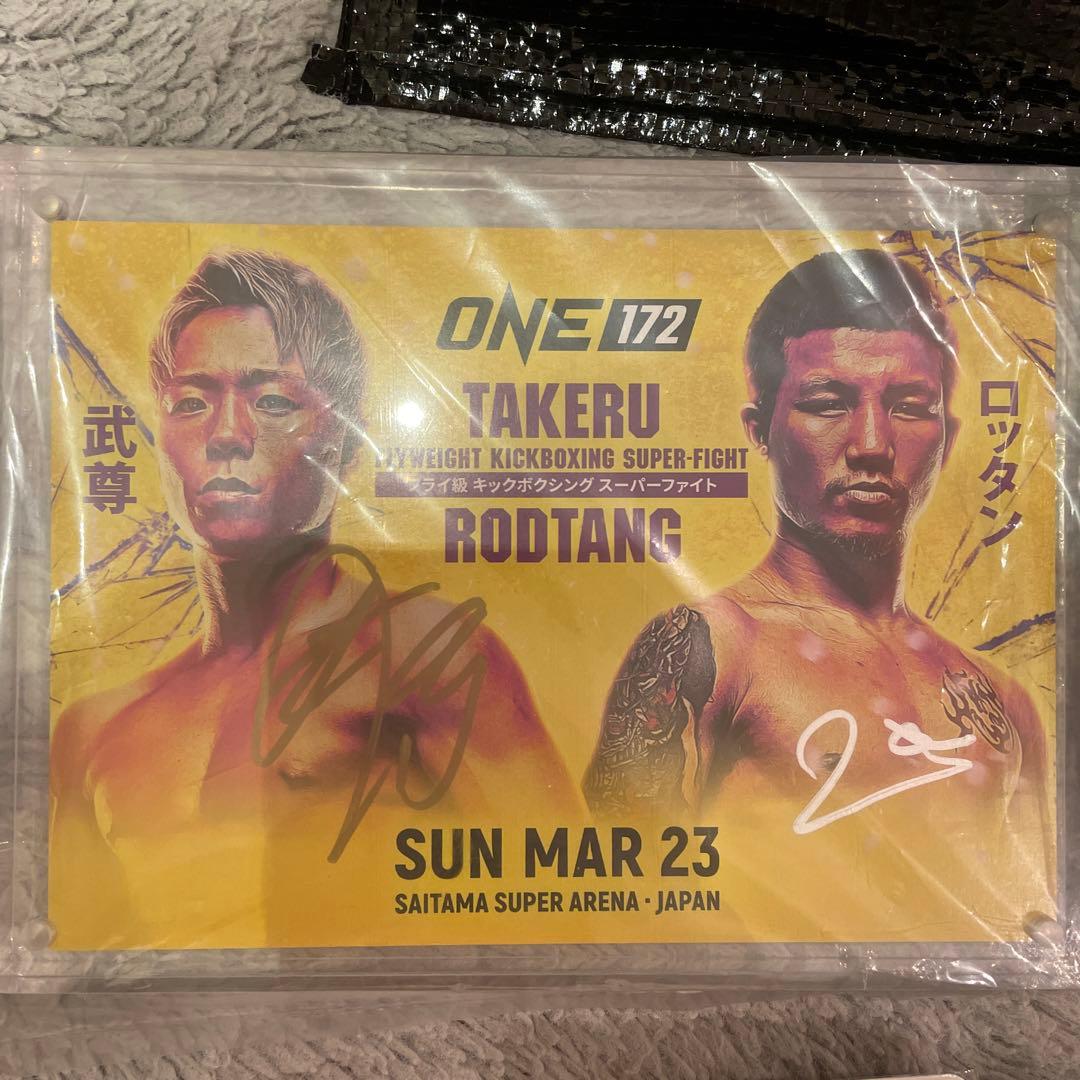 ONE 172
TAKERU
FLYWEIGHT KICKBOXING SUPER-FIGHT
フライ級 キックボクシング スーパーファイト
RODTANG
武尊
ロッタン
SUN MAR 23
SAITAMA SUPER ARENA · JAPAN